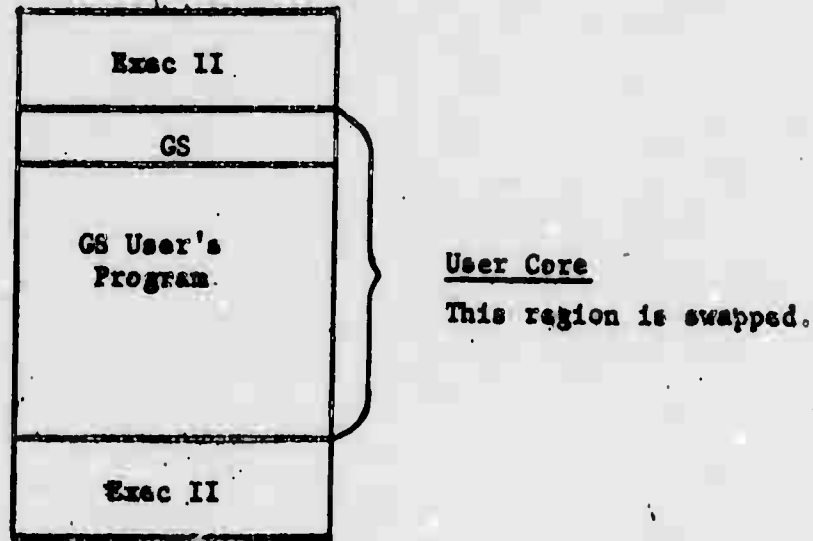 Exec II
GS
GS User's
Program
User Core
This region is swapped.
Exec II